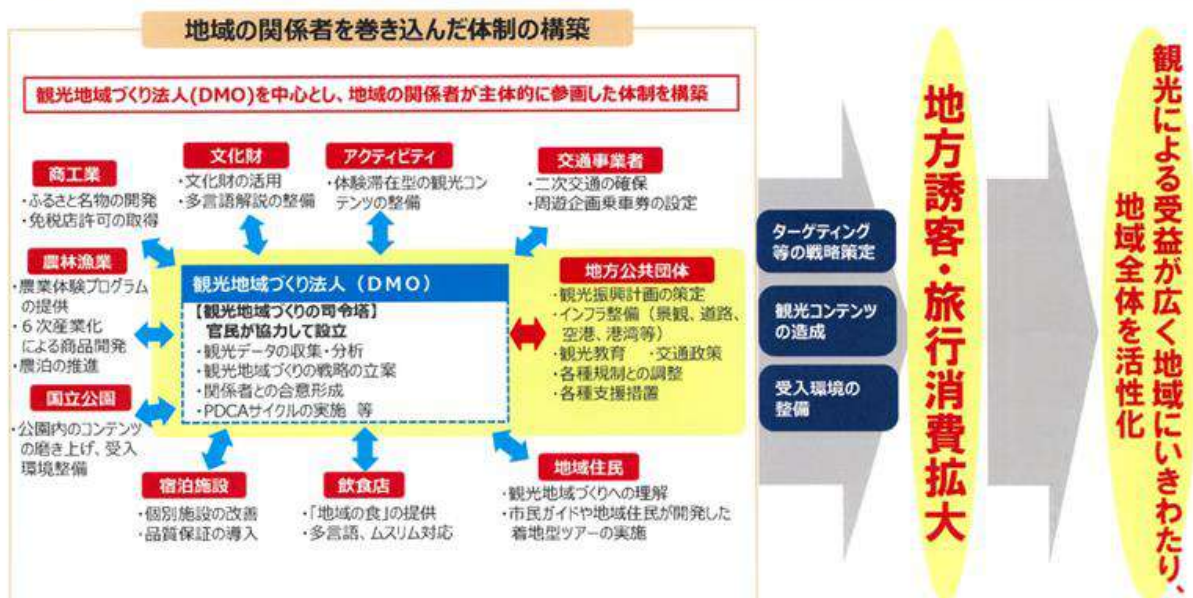 地域の関係者を巻き込んだ体制の構築
観光地域づくり法人(DMO)を中心とし、地域の関係者が主体的に参画した体制を構築
商工業
・ふるさと名物の開発
・免税店許可の取得
文化財
・文化財の活用
・多言語解説の整備
アクティビティ
・体験滞在型の観光コン
テンツの整備
交通事業者
・二次交通の確保
・周遊企画乗車券の設定
農林漁業
・農業体験プログラム
の提供
・６次産業化
による商品開発
・農泊の推進
観光地域づくり法人（DMO）
【観光地域づくりの司令塔】
官民が協力して設立
・観光データの収集・分析
・観光地域づくりの戦略の立案
・関係者との合意形成
・PDCAサイクルの実施 等
地方公共団体
・観光振興計画の策定
・インフラ整備（景観、道路、
空港、港湾等）
・観光教育 ・交通政策
・各種規制との調整
・各種支援措置
国立公園
・公園内のコンテンツ
の磨き上げ、受入
環境整備
宿泊施設
・個別施設の改善
・品質保証の導入
飲食店
・「地域の食」の提供
・多言語、ムスリム対応
地域住民
・観光地域づくりへの理解
・市民ガイドや地域住民が開発した
着地型ツアーの実施
ターゲティング
等の戦略策定
観光コンテンツ
の造成
受入環境の
整備
地方誘客・旅行消費拡大
観光による受益が広く地域にいきわたり、
地域全体を活性化